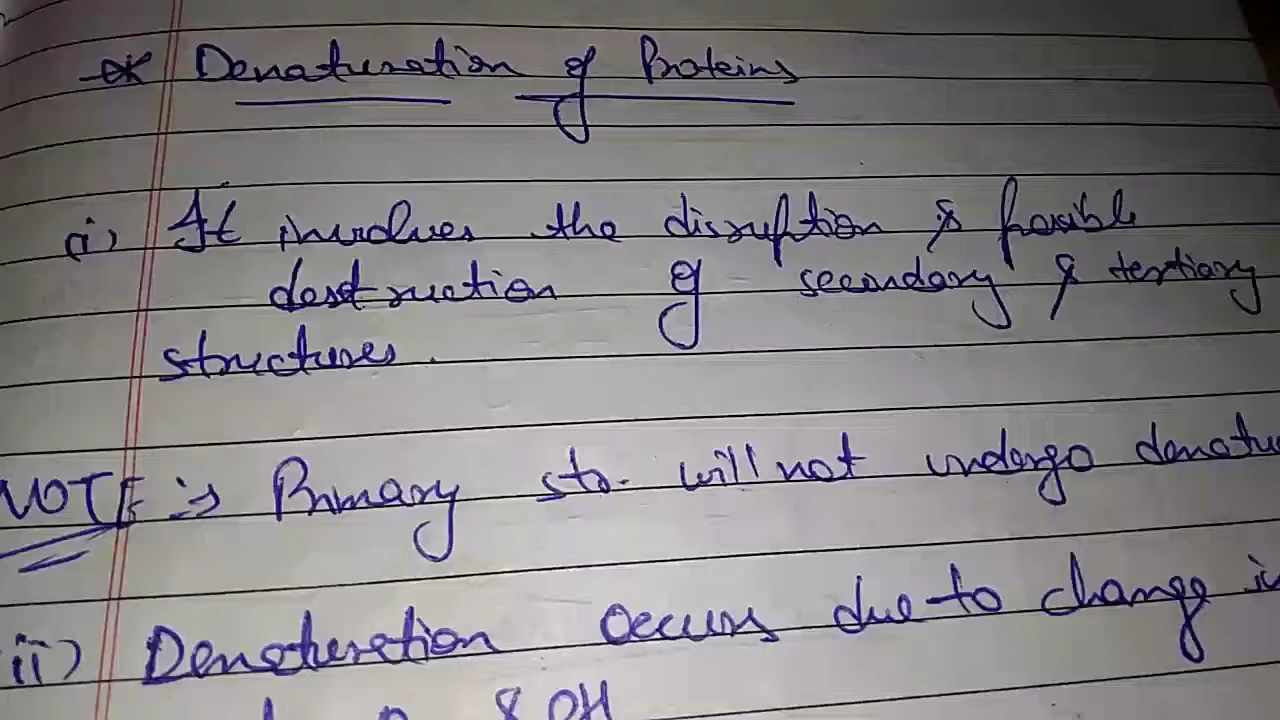 Denaturation of Proteins
(i) It involves the disruption & possible
destruction of secondary & tertiary
structures.
NOTE :→ Primary str. will not undergo denatu
ii) Denaturation occurs due to change in
& pH